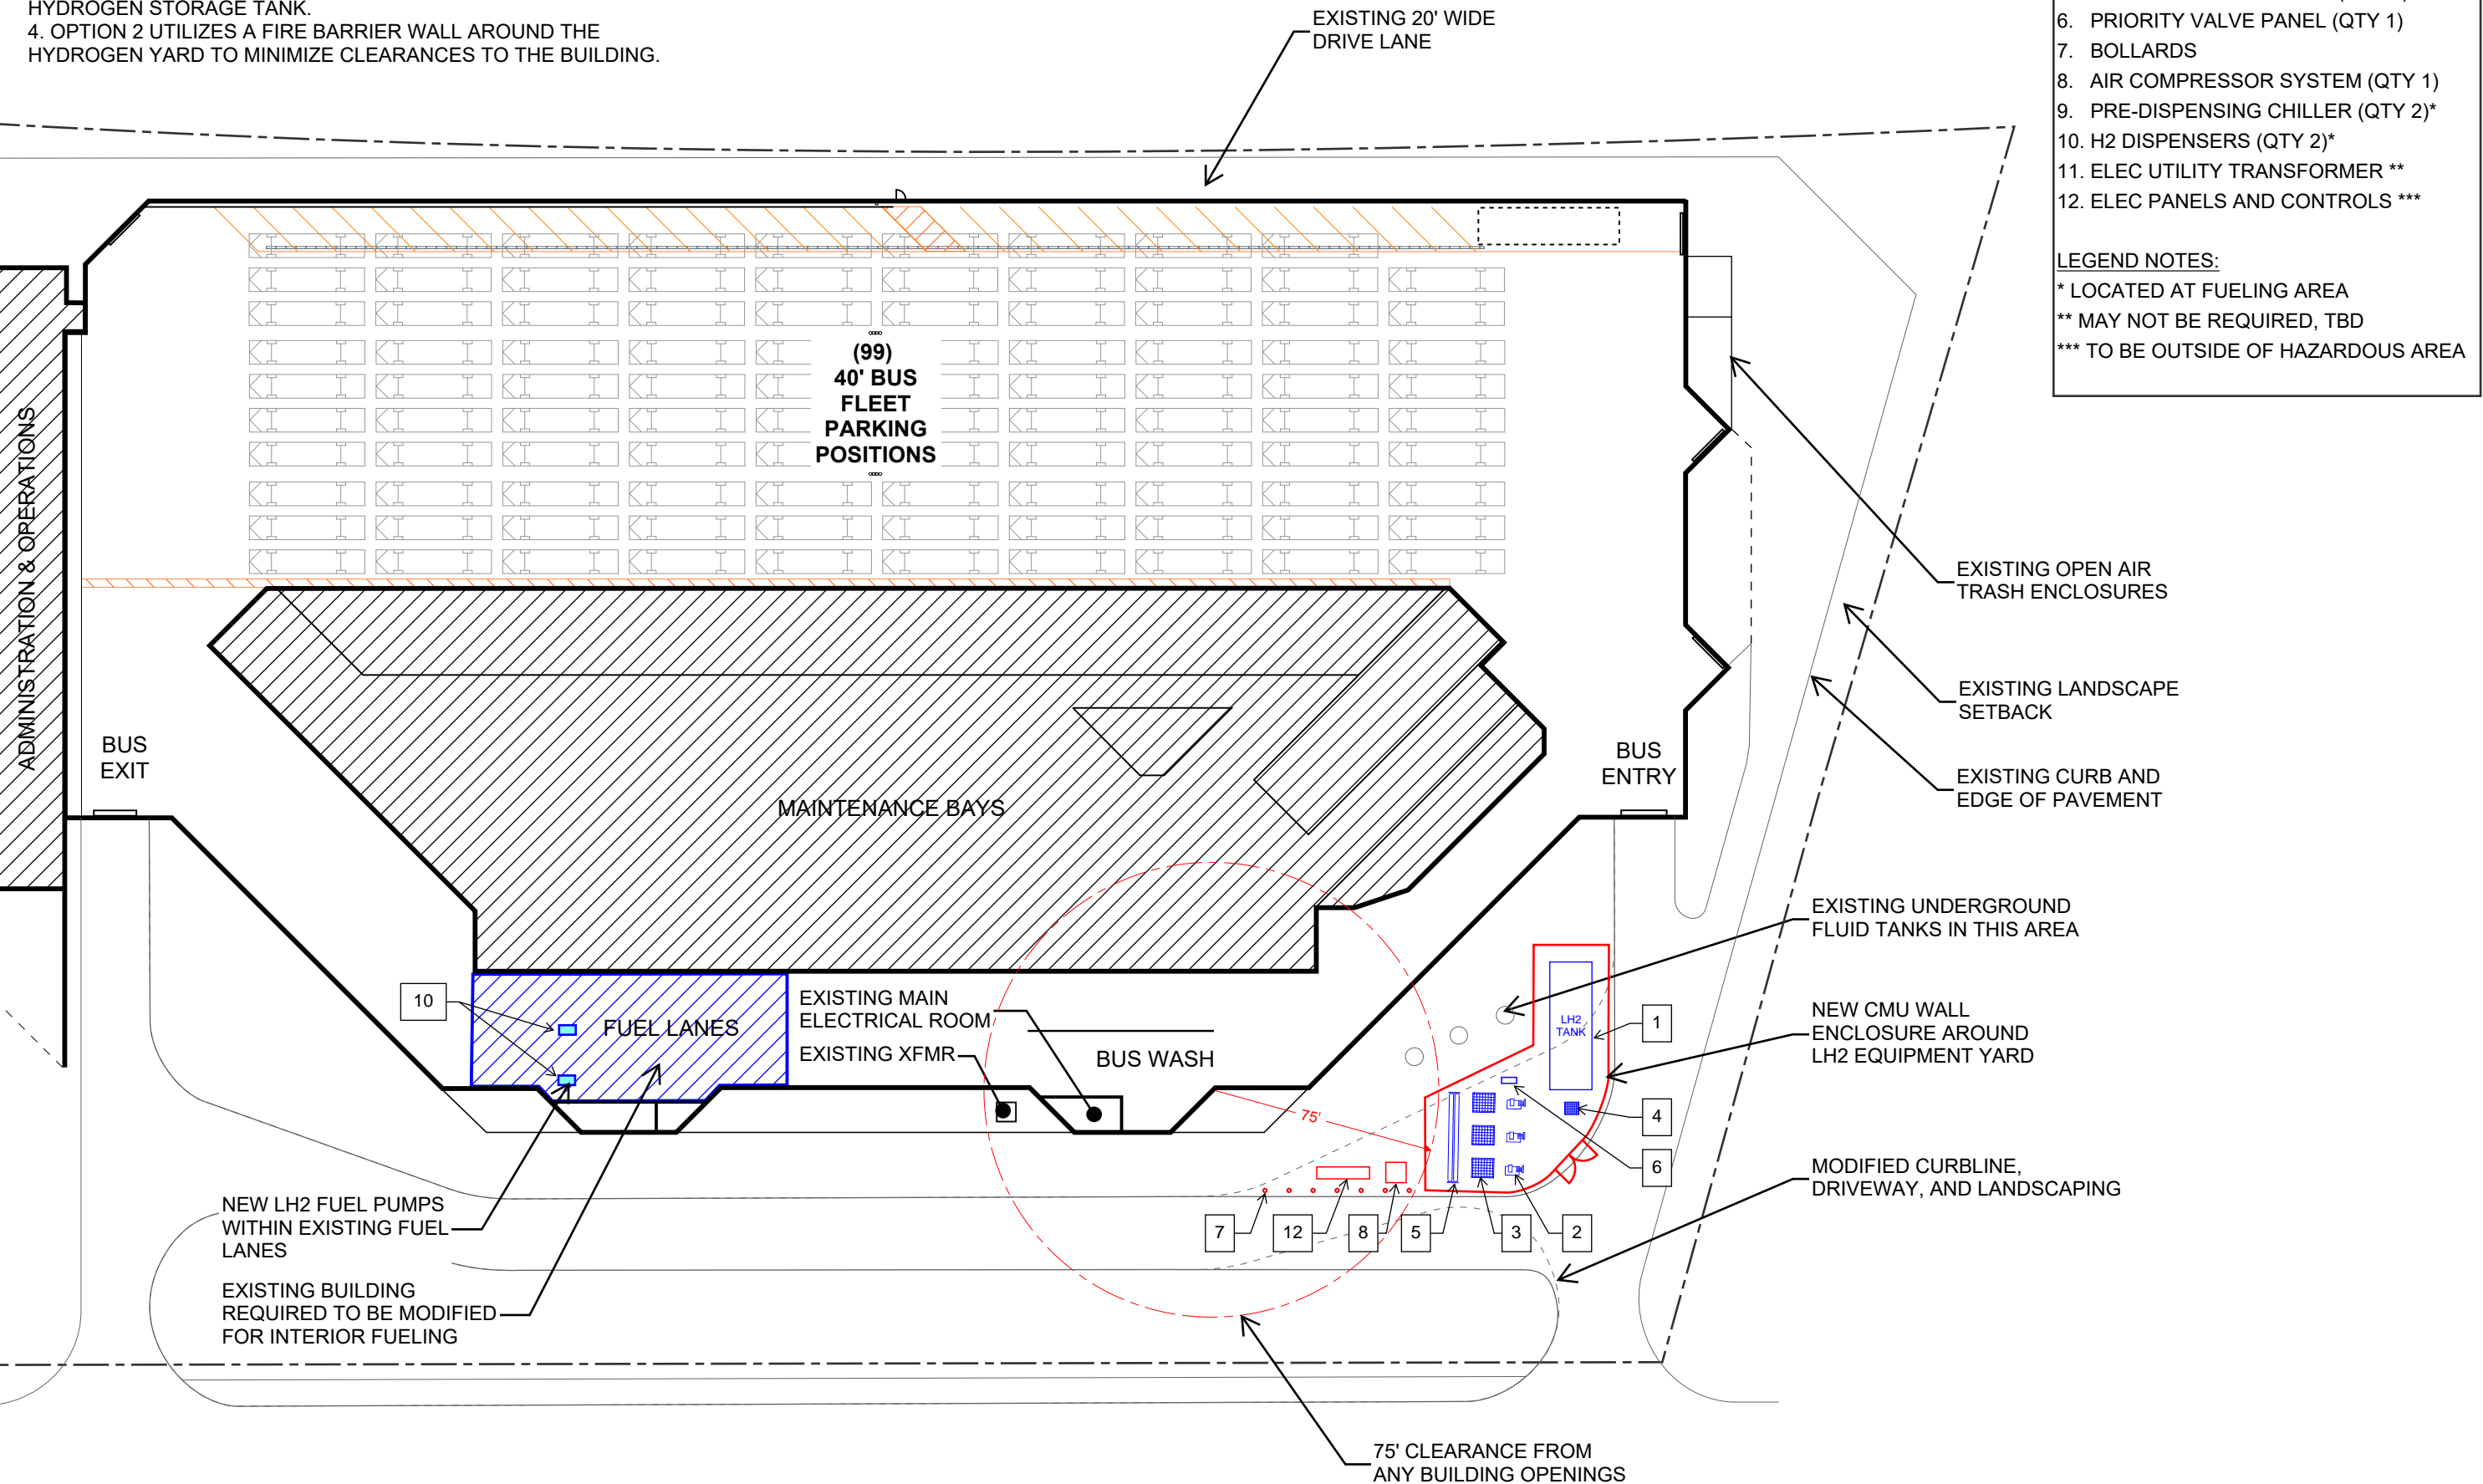 HYDROGEN STORAGE TANK.
4. OPTION 2 UTILIZES A FIRE BARRIER WALL AROUND THE
HYDROGEN YARD TO MINIMIZE CLEARANCES TO THE BUILDING.
EXISTING 20' WIDE
DRIVE LANE
6. PRIORITY VALVE PANEL (QTY 1)
7. BOLLARDS
8. AIR COMPRESSOR SYSTEM (QTY 1)
9. PRE-DISPENSING CHILLER (QTY 2)*
10. H2 DISPENSERS (QTY 2)*
11. ELEC UTILITY TRANSFORMER **
12. ELEC PANELS AND CONTROLS ***
LEGEND NOTES:
* LOCATED AT FUELING AREA
** MAY NOT BE REQUIRED, TBD
*** TO BE OUTSIDE OF HAZARDOUS AREA
(99)
40' BUS
FLEET
PARKING
POSITIONS
ADMINISTRATION & OPERATIONS
BUS
EXIT
MAINTENANCE BAYS
BUS
ENTRY
EXISTING OPEN AIR
TRASH ENCLOSURES
EXISTING LANDSCAPE
SETBACK
EXISTING CURB AND
EDGE OF PAVEMENT
EXISTING UNDERGROUND
FLUID TANKS IN THIS AREA
NEW CMU WALL
ENCLOSURE AROUND
LH2 EQUIPMENT YARD
MODIFIED CURBLINE,
DRIVEWAY, AND LANDSCAPING
10
FUEL LANES
EXISTING MAIN
ELECTRICAL ROOM
EXISTING XFMR
BUS WASH
LH2
TANK
1
4
6
75'
7
12
8
5
3
2
NEW LH2 FUEL PUMPS
WITHIN EXISTING FUEL
LANES
EXISTING BUILDING
REQUIRED TO BE MODIFIED
FOR INTERIOR FUELING
75' CLEARANCE FROM
ANY BUILDING OPENINGS